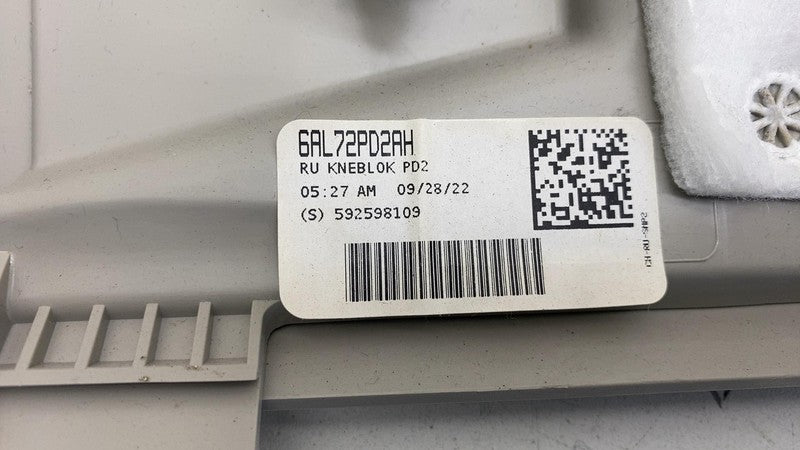 6AL72PD2AH
RU KNEBLOK PD2
05:27 AM 09/28/22
(S) 592598109